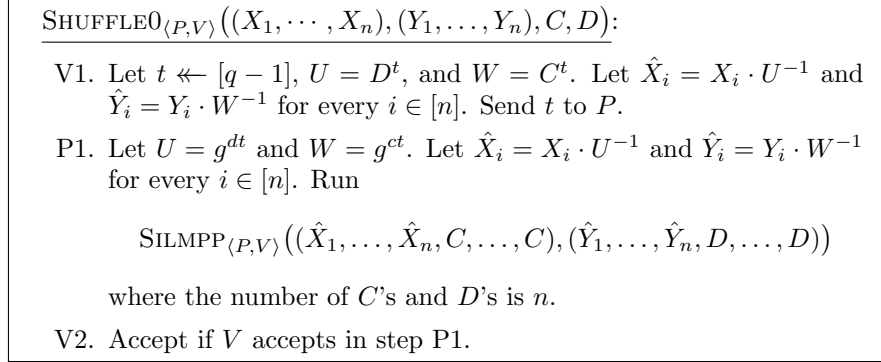 SHUFFLE0⟨P,V⟩((X₁, ⋯ , Xₙ), (Y₁, … , Yₙ), C, D):
V1. Let t ↞ [q − 1], U = Dᵗ, and W = Cᵗ. Let X̂ᵢ = Xᵢ · U⁻¹ and
Ŷᵢ = Yᵢ · W⁻¹ for every i ∈ [n]. Send t to P.
P1. Let U = gᵈᵗ and W = gᶜᵗ. Let X̂ᵢ = Xᵢ · U⁻¹ and Ŷᵢ = Yᵢ · W⁻¹
for every i ∈ [n]. Run
SILMPP⟨P,V⟩((X̂₁, … , X̂ₙ, C, … , C), (Ŷ₁, … , Ŷₙ, D, … , D))
where the number of C's and D's is n.
V2. Accept if V accepts in step P1.